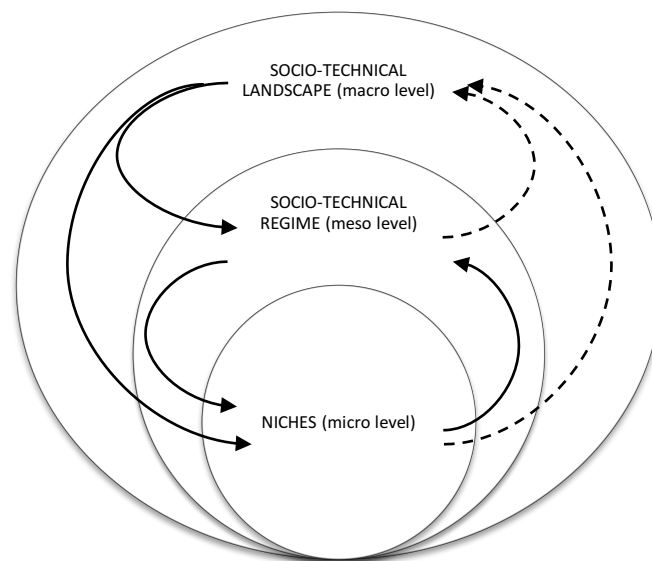 SOCIO-TECHNICAL
LANDSCAPE (macro level)
SOCIO-TECHNICAL
REGIME (meso level)
NICHES (micro level)